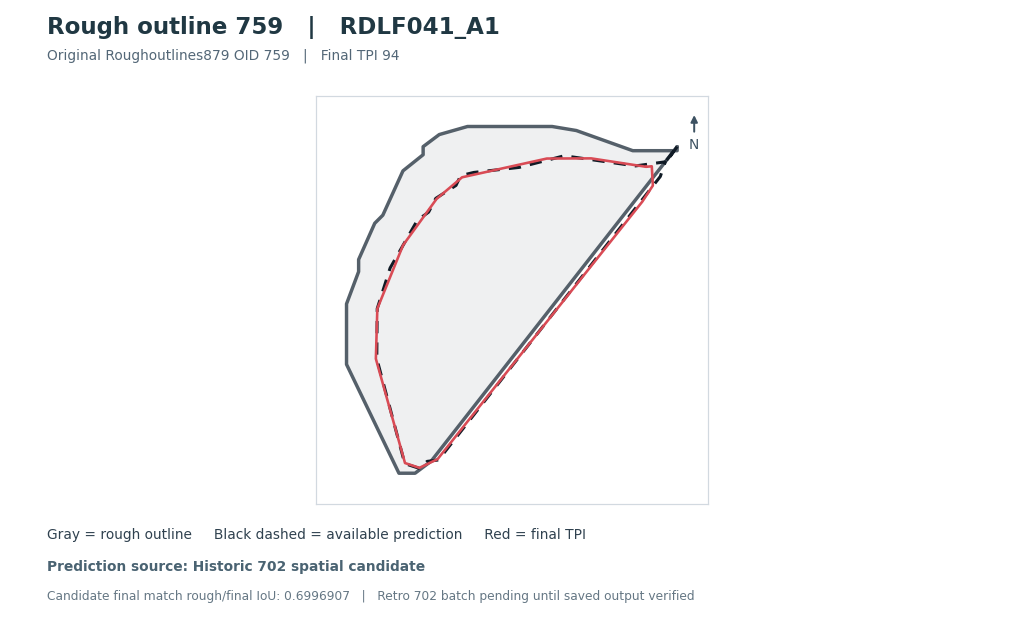 Rough outline 759 | RDLF041_A1
Original Roughoutlines879 OID 759 | Final TPI 94
N
Gray = rough outline Black dashed = available prediction Red = final TPI
Prediction source: Historic 702 spatial candidate
Candidate final match rough/final IoU: 0.6996907 | Retro 702 batch pending until saved output verified